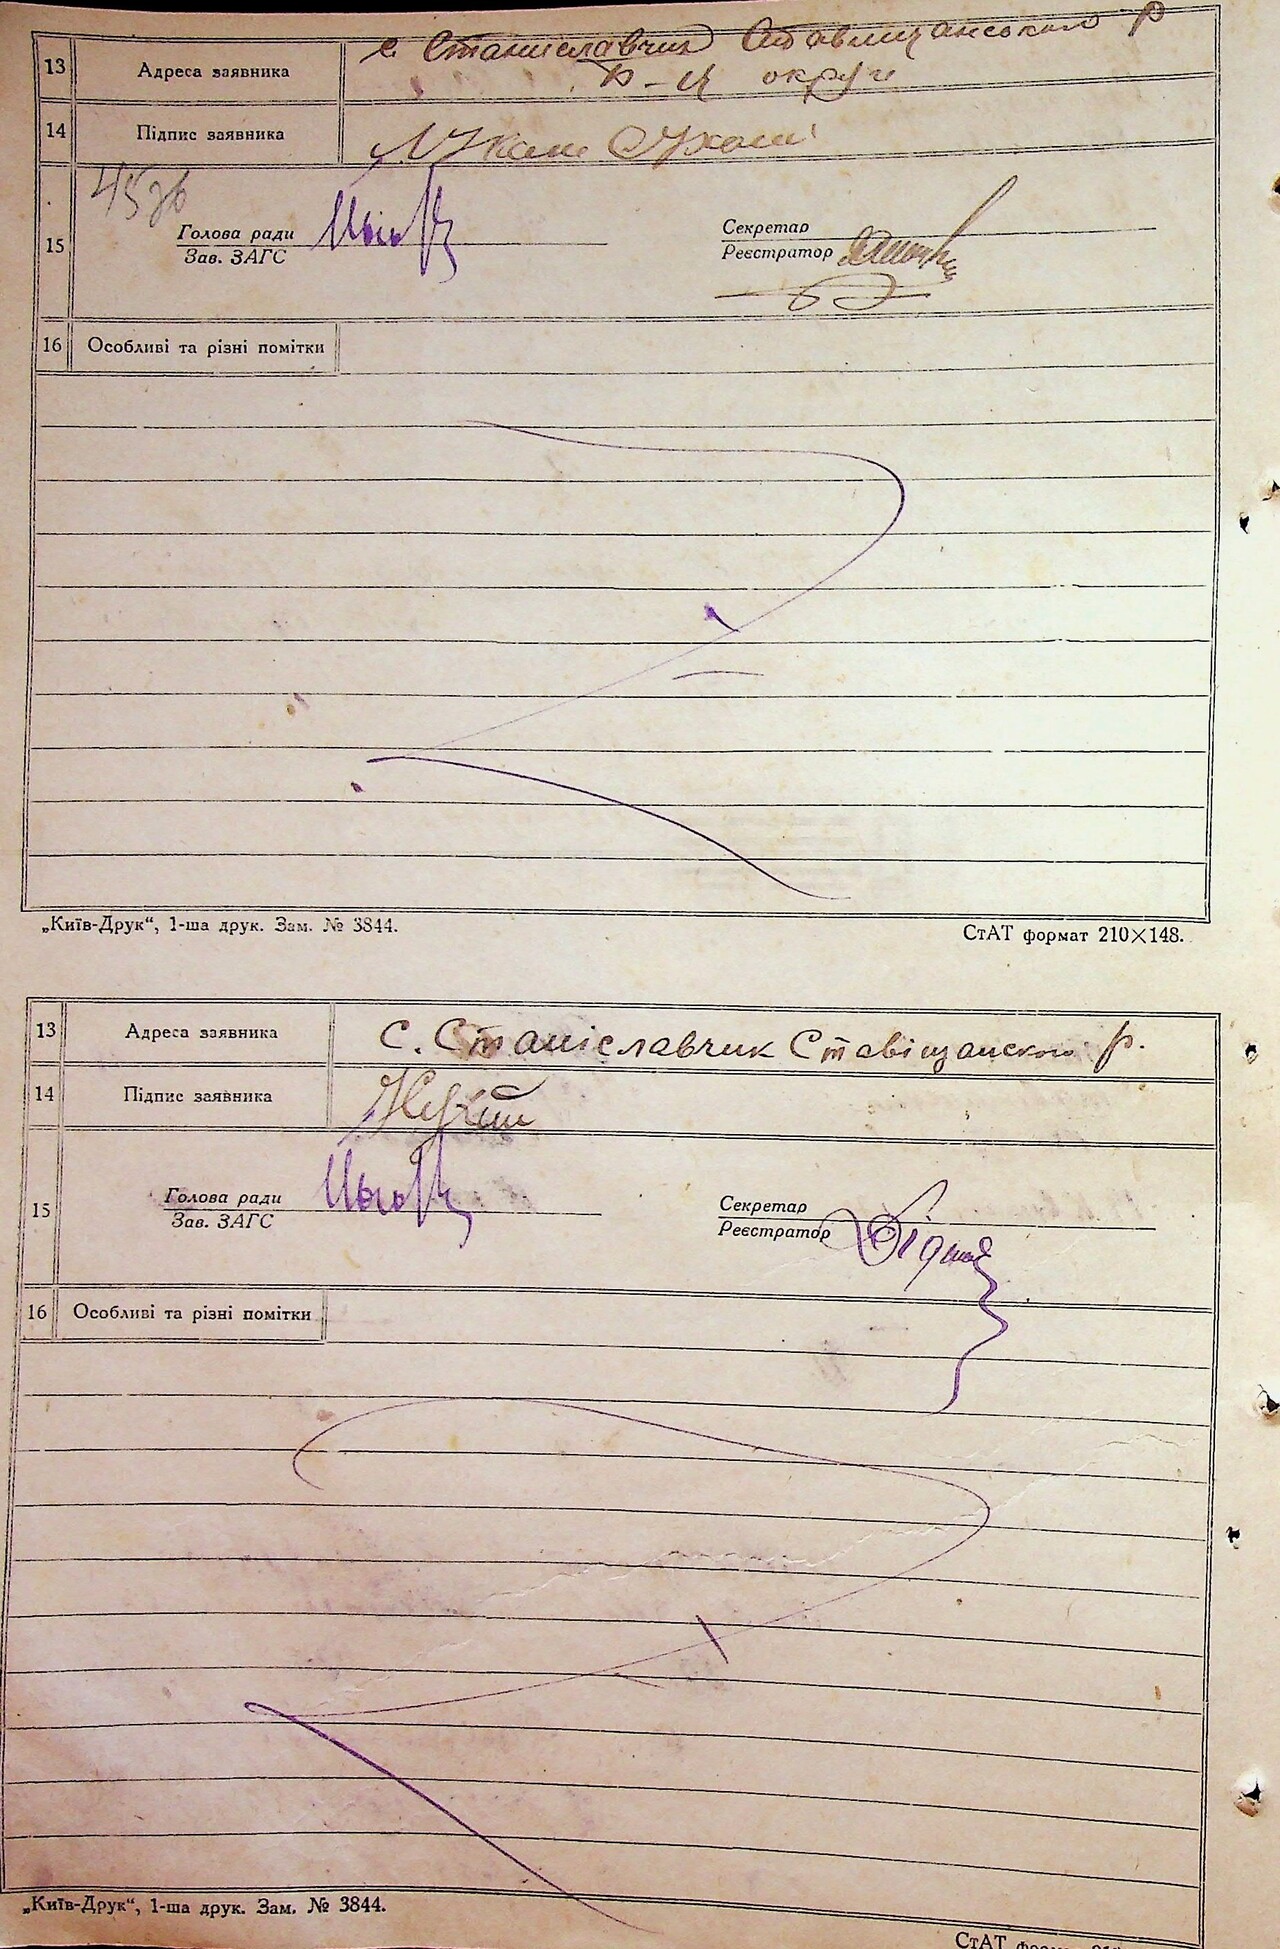 13 Адреса заявника с Станиславчик Ставищанського р
округи
14 Підпис заявника
15 Голова ради Секретар
Зав. ЗАГС Реєстратор
16 Особливі та різні помітки
„Київ-Друк“, 1-ша друк. Зам. № 3844. СтАТ формат 210×148.
13 Адреса заявника с. Станіславчик Ставіщанского р.
14 Підпис заявника
15 Голова ради Секретар
Зав. ЗАГС Реєстратор
16 Особливі та різні помітки
„Київ-Друк“, 1-ша друк. Зам. № 3844. СтАТ